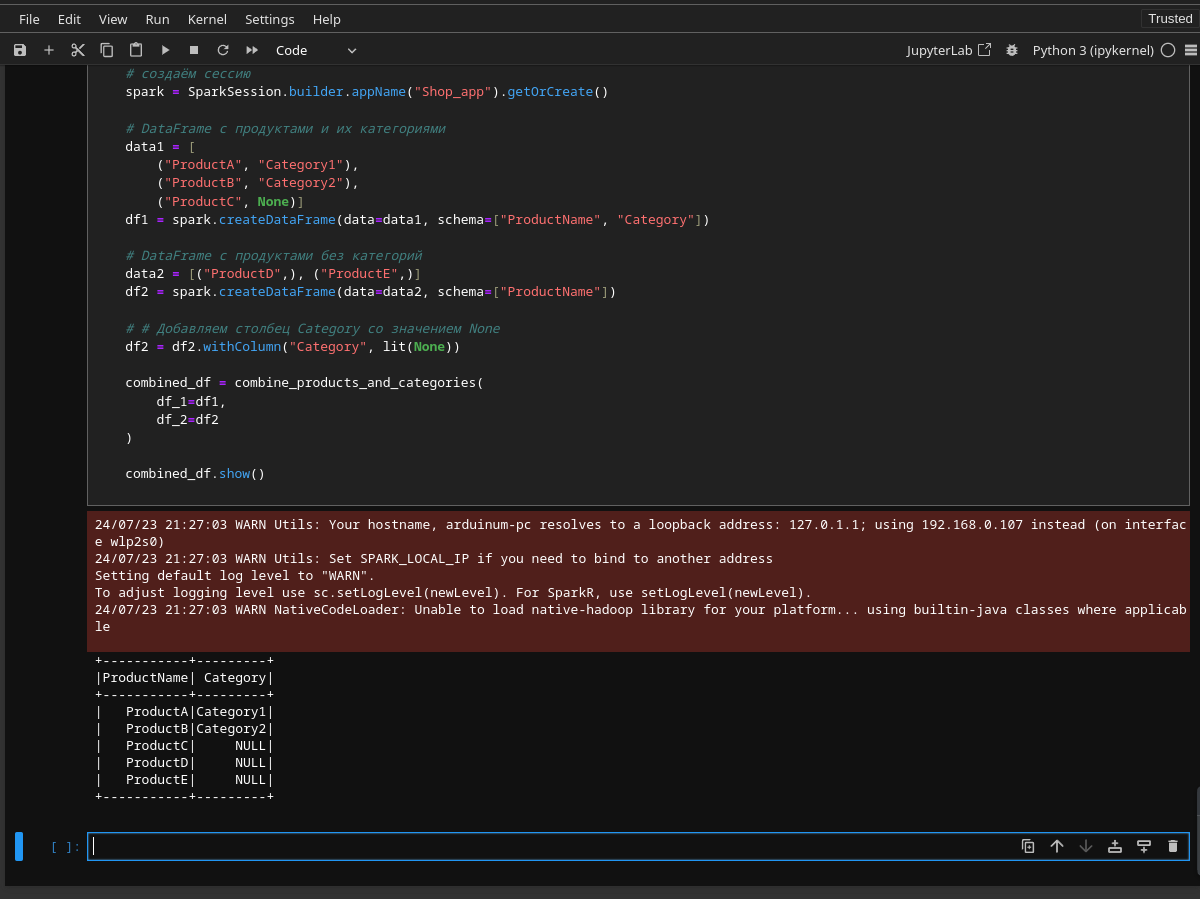 File Edit View Run Kernel Settings Help Trusted
Code JupyterLab Python 3 (ipykernel)
# создаём сессию
spark = SparkSession.builder.appName("Shop_app").getOrCreate()
# DataFrame с продуктами и их категориями
data1 = [
("ProductA", "Category1"),
("ProductB", "Category2"),
("ProductC", None)]
df1 = spark.createDataFrame(data=data1, schema=["ProductName", "Category"])
# DataFrame с продуктами без категорий
data2 = [("ProductD",), ("ProductE",)]
df2 = spark.createDataFrame(data=data2, schema=["ProductName"])
# # Добавляем столбец Category со значением None
df2 = df2.withColumn("Category", lit(None))
combined_df = combine_products_and_categories(
df_1=df1,
df_2=df2
)
combined_df.show()
24/07/23 21:27:03 WARN Utils: Your hostname, arduinum-pc resolves to a loopback address: 127.0.1.1; using 192.168.0.107 instead (on interfac
e wlp2s0)
24/07/23 21:27:03 WARN Utils: Set SPARK_LOCAL_IP if you need to bind to another address
Setting default log level to "WARN".
To adjust logging level use sc.setLogLevel(newLevel). For SparkR, use setLogLevel(newLevel).
24/07/23 21:27:03 WARN NativeCodeLoader: Unable to load native-hadoop library for your platform... using builtin-java classes where applicab
le
+-----------+---------+
|ProductName| Category|
+-----------+---------+
|   ProductA|Category1|
|   ProductB|Category2|
|   ProductC|     NULL|
|   ProductD|     NULL|
|   ProductE|     NULL|
+-----------+---------+
[ ]: